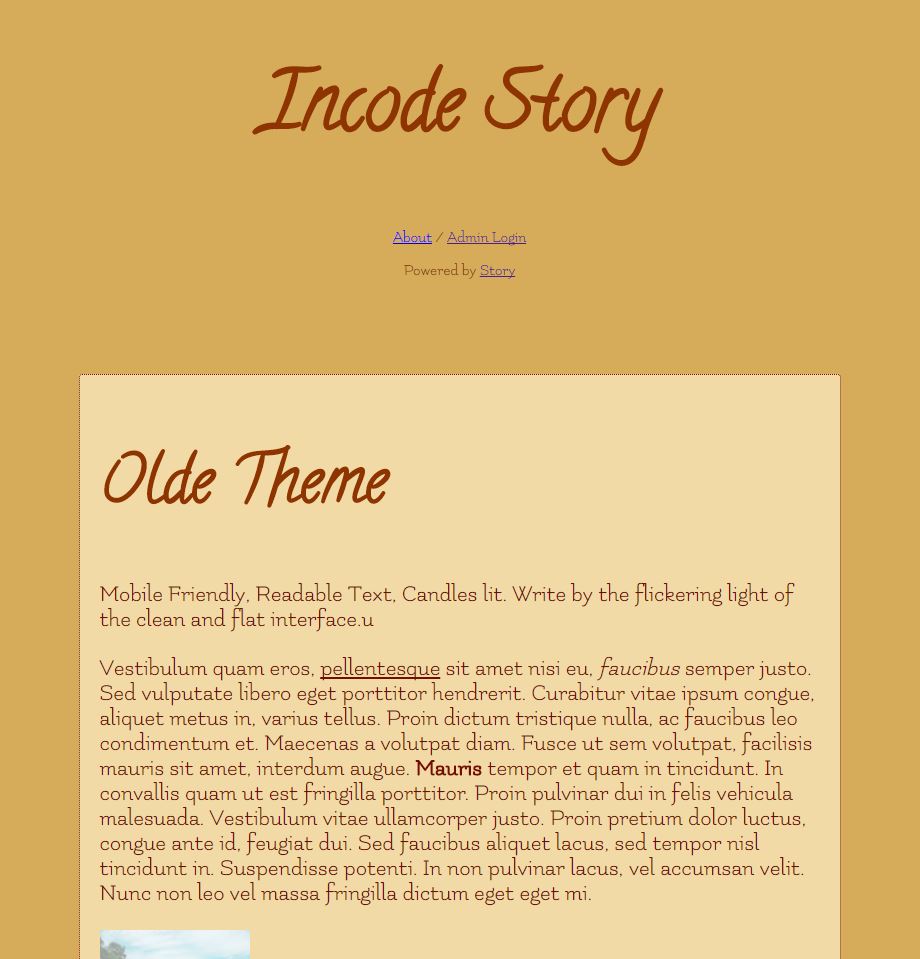 Incode Story
About / Admin Login
Powered by Story
Olde Theme
Mobile Friendly, Readable Text, Candles lit. Write by the flickering light of
the clean and flat interface.u
Vestibulum quam eros, pellentesque sit amet nisi eu, faucibus semper justo.
Sed vulputate libero eget porttitor hendrerit. Curabitur vitae ipsum congue,
aliquet metus in, varius tellus. Proin dictum tristique nulla, ac faucibus leo
condimentum et. Maecenas a volutpat diam. Fusce ut sem volutpat, facilisis
mauris sit amet, interdum augue. Mauris tempor et quam in tincidunt. In
convallis quam ut est fringilla porttitor. Proin pulvinar dui in felis vehicula
malesuada. Vestibulum vitae ullamcorper justo. Proin pretium dolor luctus,
congue ante id, feugiat dui. Sed faucibus aliquet lacus, sed tempor nisl
tincidunt in. Suspendisse potenti. In non pulvinar lacus, vel accumsan velit.
Nunc non leo vel massa fringilla dictum eget eget mi.